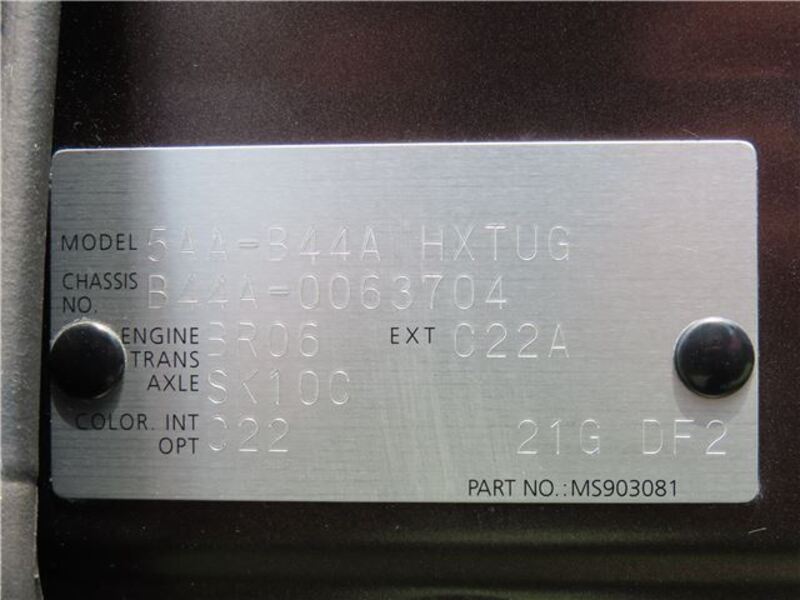 MODEL 5AA-B44A HXTUG
CHASSIS NO. B44A-0063704
ENGINE BR06 EXT C22A
TRANS
AXLE SK10C
COLOR. INT C22
OPT 21G DF2
PART NO.:MS903081